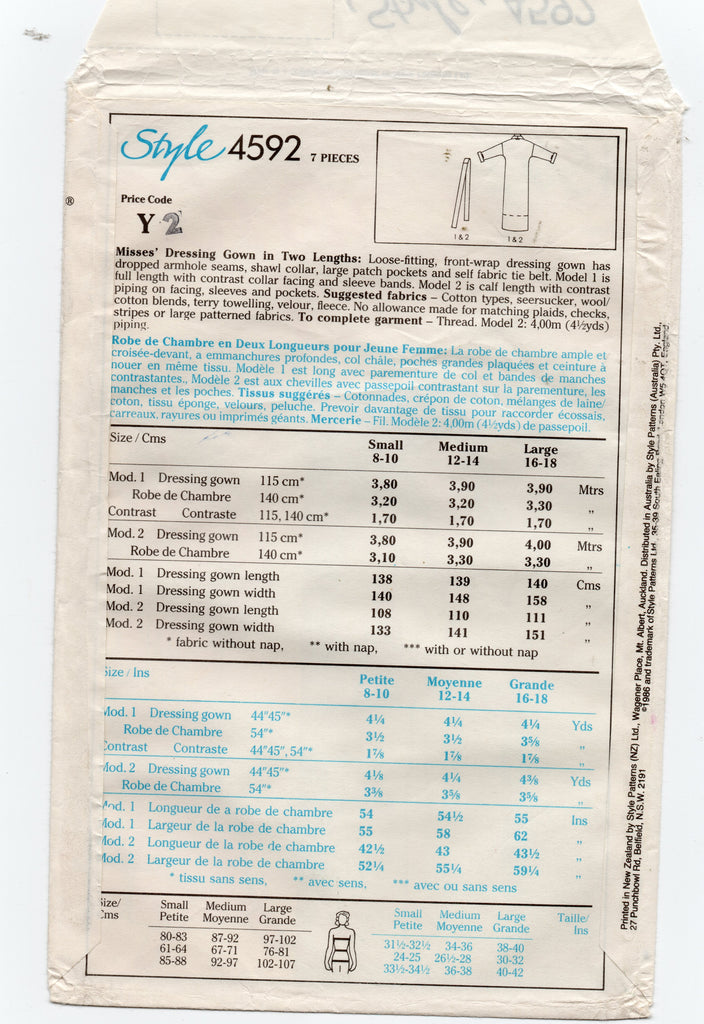 Style 4592
Style 4592 7 PIECES
Price Code
Y 2
1 & 2
1 & 2
®
Misses' Dressing Gown in Two Lengths: Loose-fitting, front-wrap dressing gown has
dropped armhole seams, shawl collar, large patch pockets and self fabric tie belt. Model 1 is
full length with contrast collar facing and sleeve bands. Model 2 is calf length with contrast
piping on facing, sleeves and pockets. Suggested fabrics – Cotton types, seersucker, wool/
cotton blends, terry towelling, velour, fleece. No allowance made for matching plaids, checks,
stripes or large patterned fabrics. To complete garment – Thread. Model 2: 4,00m (4½yds)
piping.
Robe de Chambre en Deux Longueurs pour Jeune Femme: La robe de chambre ample et
croisée-devant, a emmanchures profondes, col châle, poches grandes plaquées et ceinture à
nouer en même tissu. Modèle 1 est long avec parementure de col et bandes de manches
contrastantes., Modèle 2 est aux chevilles avec passepoil contrastant sur la parementure, les
manches et les poches. Tissus suggérés – Cotonnades, crépon de coton, mélanges de laine/
coton, tissu éponge, velours, peluche. Prevoir davantage de tissu pour raccorder écossais,
carreaux, rayures ou imprimés géants. Mercerie – Fil. Modèle 2: 4,00m (4½yds) de passepoil.
Size / Cms Small 8-10 Medium 12-14 Large 16-18
Mod. 1 Dressing gown 115 cm* 3,80 3,90 3,90 Mtrs
Robe de Chambre 140 cm* 3,20 3,20 3,30 ,,
Contrast Contraste 115, 140 cm* 1,70 1,70 1,70 ,,
Mod. 2 Dressing gown 115 cm* 3,80 3,90 4,00 Mtrs
Robe de Chambre 140 cm* 3,10 3,30 3,30 ,,
Mod. 1 Dressing gown length 138 139 140 Cms
Mod. 1 Dressing gown width 140 148 158 ,,
Mod. 2 Dressing gown length 108 110 111 ,,
Mod. 2 Dressing gown width 133 141 151 ,,
* fabric without nap, ** with nap, *** with or without nap
Size / Ins Petite 8-10 Moyenne 12-14 Grande 16-18
Mod. 1 Dressing gown 44"45"* 4¼ 4¼ 4¼ Yds
Robe de Chambre 54"* 3½ 3½ 3⅝ ,,
Contrast Contraste 44"45", 54"* 1⅞ 1⅞ 1⅞ ,,
Mod. 2 Dressing gown 44"45"* 4⅛ 4¼ 4⅜ Yds
Robe de Chambre 54"* 3⅜ 3⅝ 3⅝ ,,
Mod. 1 Longueur de a robe de chambre 54 54½ 55 Ins
Mod. 1 Largeur de la robe de chambre 55 58 62 ,,
Mod. 2 Longueur de la robe de chambre 42½ 43 43½ ,,
Mod. 2 Largeur de la robe de chambre 52¼ 55¼ 59¼ ,,
* tissu sans sens, ** avec sens, *** avec ou sans sens
Size/ Cms Small Petite Medium Moyenne Large Grande
80-83 87-92 97-102
61-64 67-71 76-81
85-88 92-97 102-107
Small Petite Medium Moyenne Large Grande Taille/ Ins
31½-32½ 34-36 38-40
24-25 26½-28 30-32
33½-34½ 36-38 40-42
Printed in New Zealand by Style Patterns (NZ) Ltd., Wagener Place, Mt. Albert, Auckland. Distributed in Australia by Style Patterns (Australia) Pty. Ltd.,
27 Punchbowl Rd, Belfield, N.S.W. 2191 ©1986 and trademark of Style Patterns Ltd. 35-39 South London W5 England